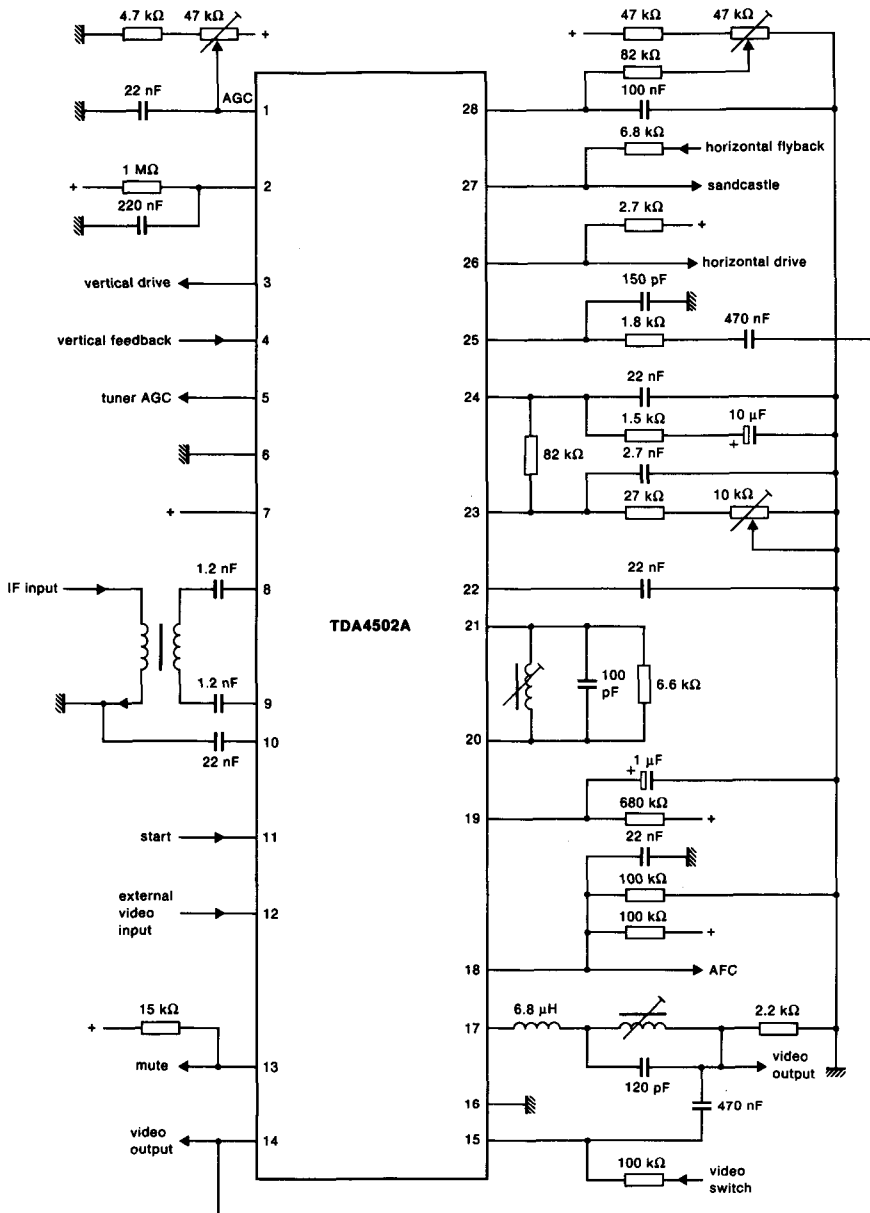 4.7 kΩ 47 kΩ
+
22 nF AGC
1
1 MΩ
+ 2
220 nF
vertical drive 3
vertical feedback 4
tuner AGC 5
6
+ 7
1.2 nF
IF input 8
1.2 nF
9
10
22 nF
start 11
external
video
input
12
15 kΩ
+
mute 13
video
output
14
TDA4502A
47 kΩ 47 kΩ
+
82 kΩ
100 nF
28
6.8 kΩ
horizontal flyback
27 sandcastle
2.7 kΩ
+
26 horizontal drive
150 pF
1.8 kΩ 470 nF
25
22 nF
24
1.5 kΩ 10 µF
+
82 kΩ
2.7 nF
27 kΩ 10 kΩ
23
22 nF
22
21
100
pF
6.6 kΩ
20
+ 1 µF
680 kΩ
19 +
22 nF
100 kΩ
100 kΩ
+
18 AFC
6.8 µH 2.2 kΩ
17
120 pF
video
output
16
470 nF
15
100 kΩ
video
switch